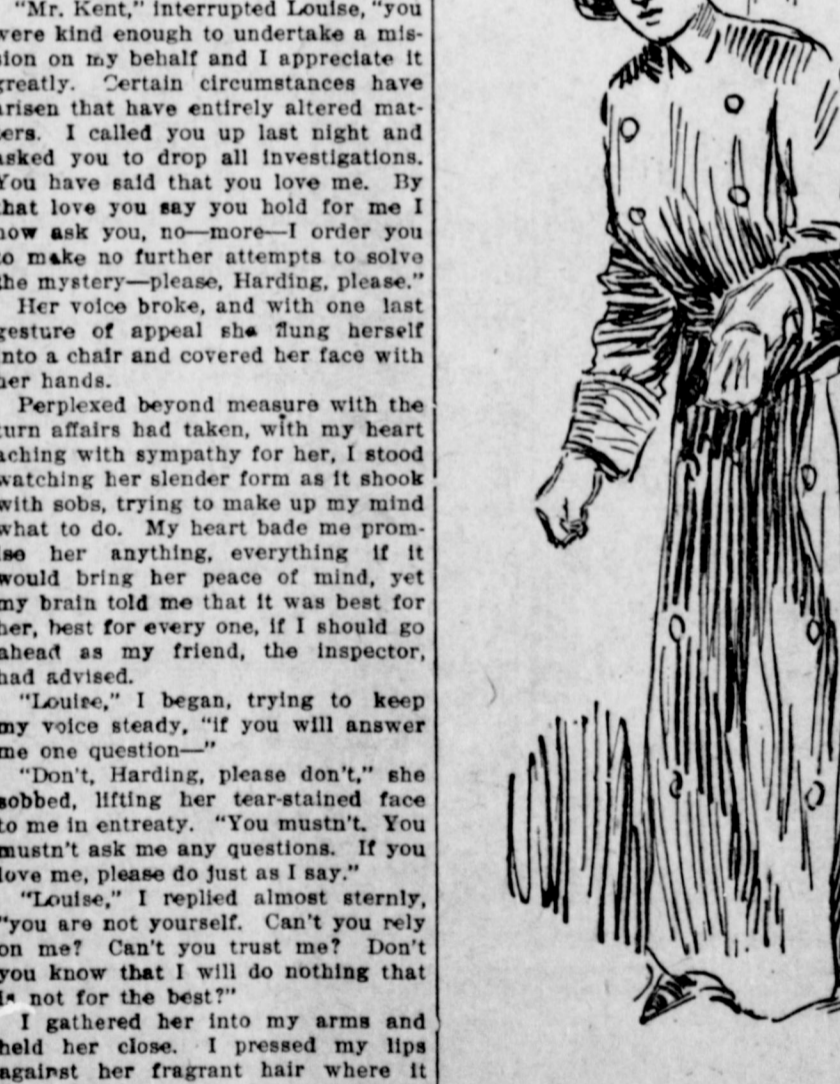 "Mr. Kent," interrupted Louise, "you
were kind enough to undertake a mis-
sion on my behalf and I appreciate it
greatly. Certain circumstances have
arisen that have entirely altered mat-
ters. I called you up last night and
asked you to drop all investigations.
You have said that you love me. By
that love you say you hold for me I
now ask you, no—more—I order you
to make no further attempts to solve
the mystery—please, Harding, please."
Her voice broke, and with one last
gesture of appeal she flung herself
into a chair and covered her face with
her hands.
Perplexed beyond measure with the
turn affairs had taken, with my heart
aching with sympathy for her, I stood
watching her slender form as it shook
with sobs, trying to make up my mind
what to do. My heart bade me prom-
ise her anything, everything if it
would bring her peace of mind, yet
my brain told me that it was best for
her, best for every one, if I should go
ahead as my friend, the inspector,
had advised.
"Louise," I began, trying to keep
my voice steady, "if you will answer
me one question—"
"Don't, Harding, please don't," she
sobbed, lifting her tear-stained face
to me in entreaty. "You mustn't. You
mustn't ask me any questions. If you
love me, please do just as I say."
"Louise," I replied almost sternly,
"you are not yourself. Can't you rely
on me? Can't you trust me? Don't
you know that I will do nothing that
is not for the best?"
I gathered her into my arms and
held her close. I pressed my lips
against her fragrant hair where it